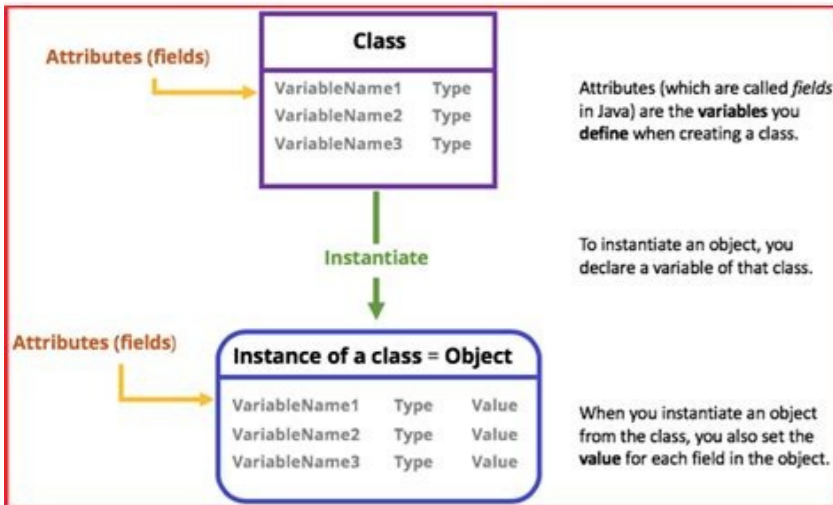 Class
Attributes (fields)
VariableName1 Type
VariableName2 Type
VariableName3 Type
Attributes (which are called fields
in Java) are the variables you
define when creating a class.
Instantiate
To instantiate an object, you
declare a variable of that class.
Attributes (fields)
Instance of a class = Object
VariableName1 Type Value
VariableName2 Type Value
VariableName3 Type Value
When you instantiate an object
from the class, you also set the
value for each field in the object.